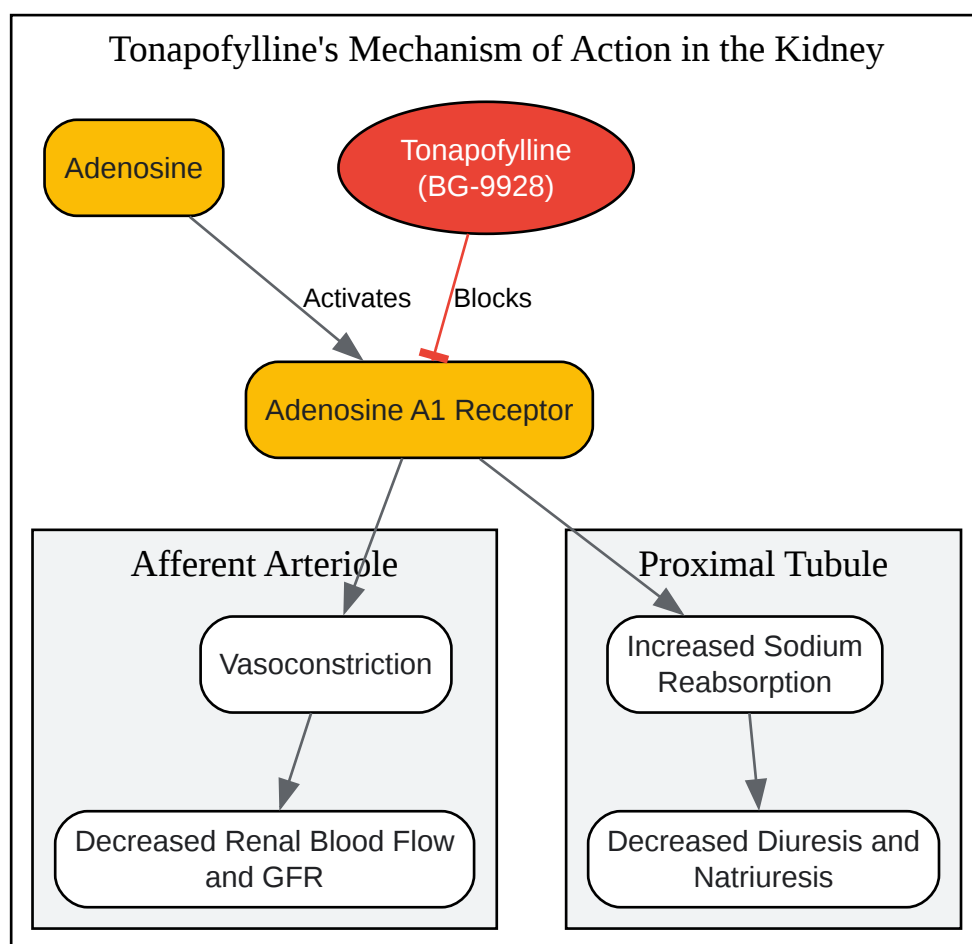 Tonapofylline's Mechanism of Action in the Kidney
Adenosine
Tonapofylline
(BG-9928)
Activates
Blocks
Adenosine A1 Receptor
Afferent Arteriole
Vasoconstriction
Decreased Renal Blood Flow
and GFR
Proximal Tubule
Increased Sodium
Reabsorption
Decreased Diuresis and
Natriuresis